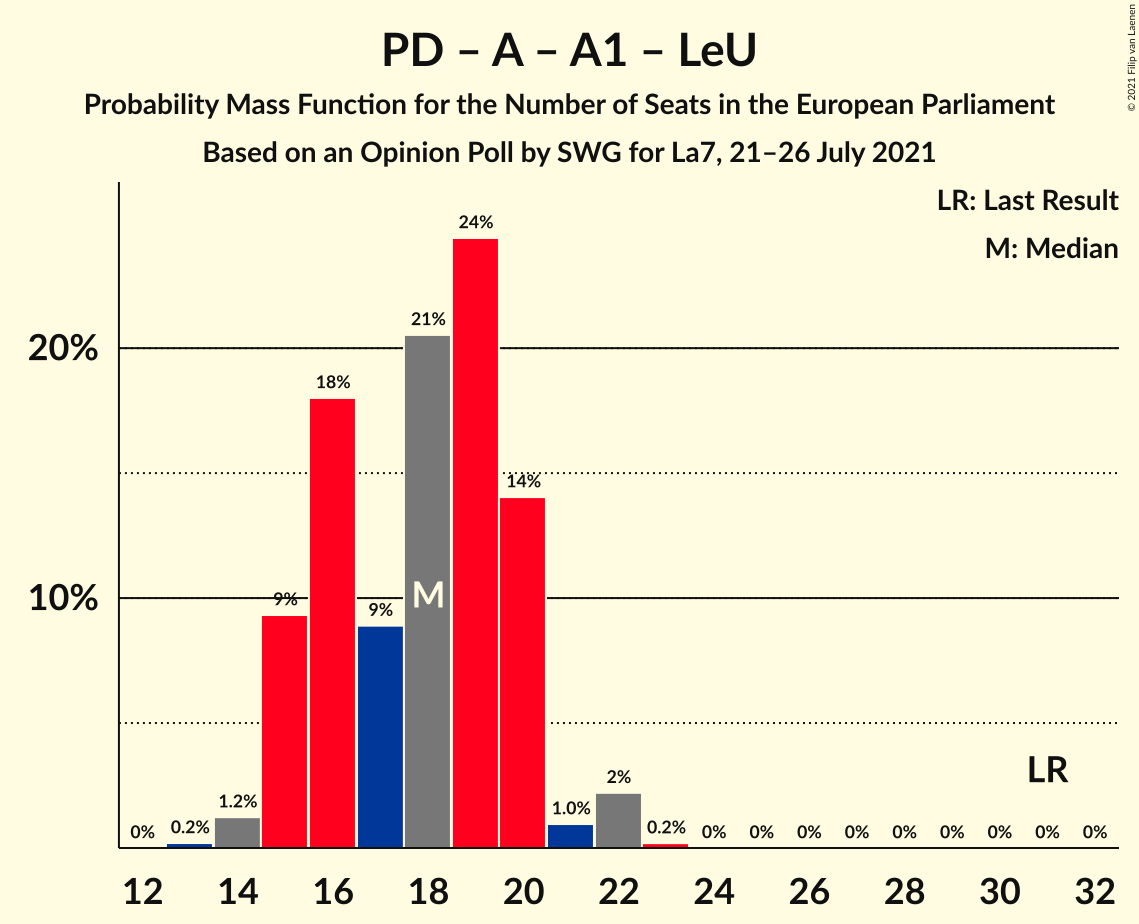 PD – A – A1 – LeU
Probability Mass Function for the Number of Seats in the European Parliament
Based on an Opinion Poll by SWG for La7, 21–26 July 2021
© 2021 Filip van Laenen
LR: Last Result
M: Median
20%
10%
0% 0.2% 1.2% 9% 18% 9% 21% 24% 14% 1.0% 2% 0.2% 0% 0% 0% 0% 0% 0% 0% 0% 0%
M
LR
12 14 16 18 20 22 24 26 28 30 32